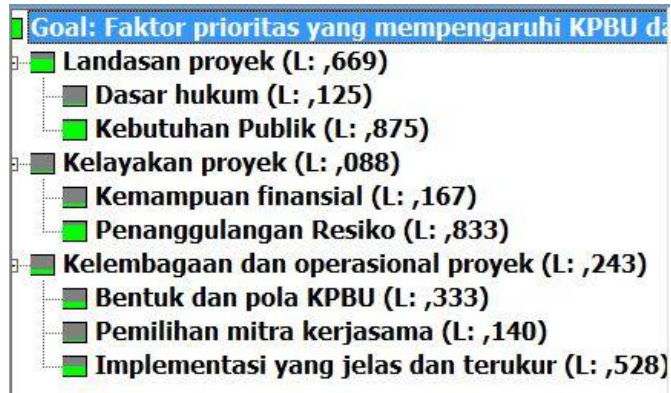 Goal: Faktor prioritas yang mempengaruhi KPBU da
Landasan proyek (L: ,669)
Dasar hukum (L: ,125)
Kebutuhan Publik (L: ,875)
Kelayakan proyek (L: ,088)
Kemampuan finansial (L: ,167)
Penanggulangan Resiko (L: ,833)
Kelembagaan dan operasional proyek (L: ,243)
Bentuk dan pola KPBU (L: ,333)
Pemilihan mitra kerjasama (L: ,140)
Implementasi yang jelas dan terukur (L: ,528)